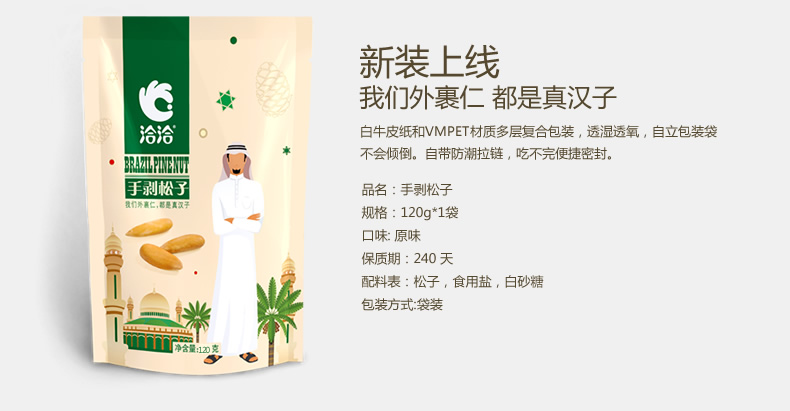 洽洽
BRAZIL PINE NUT
手剥松子
我们外裹仁,都是真汉子
净含量:120克
新装上线
我们外裹仁 都是真汉子
白牛皮纸和VMPET材质多层复合包装，透湿透氧，自立包装袋
不会倾倒。自带防潮拉链，吃不完便捷密封。
品名：手剥松子
规格：120g*1袋
口味: 原味
保质期：240 天
配料表：松子，食用盐，白砂糖
包装方式:袋装